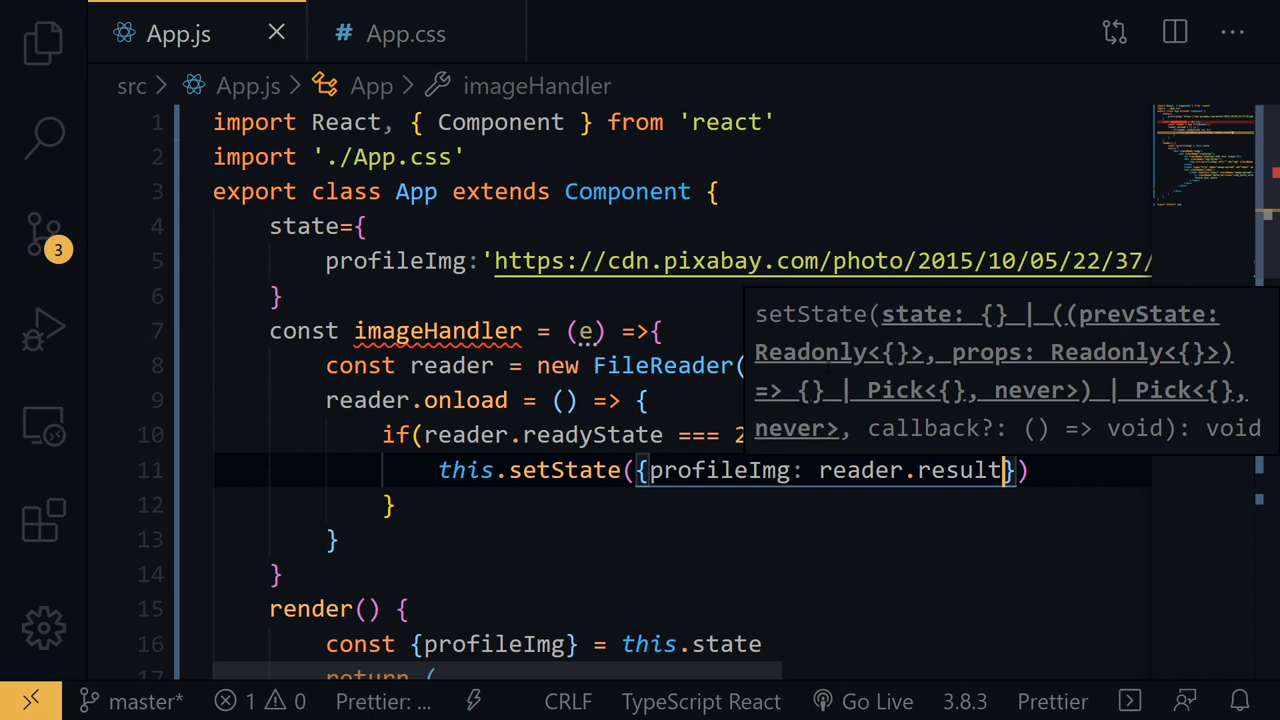 App.js
# App.css
src > App.js > App > imageHandler
1 import React, { Component } from 'react'
2 import './App.css'
3 export class App extends Component {
4 state={
5 profileImg:'https://cdn.pixabay.com/photo/2015/10/05/22/37/
6 }
7 const imageHandler = (e) =>{
8 const reader = new FileReader(
9 reader.onload = () => {
10 if(reader.readyState === 2
11 this.setState({profileImg: reader.result})
12 }
13 }
14 }
15 render() {
16 const {profileImg} = this.state
17 return (
setState(state: {} | ((prevState:
Readonly<{}>, props: Readonly<{}>)
=> {} | Pick<{}, never>) | Pick<{},
never>, callback?: () => void): void
3
master* 1 0 Prettier: ... CRLF TypeScript React Go Live 3.8.3 Prettier